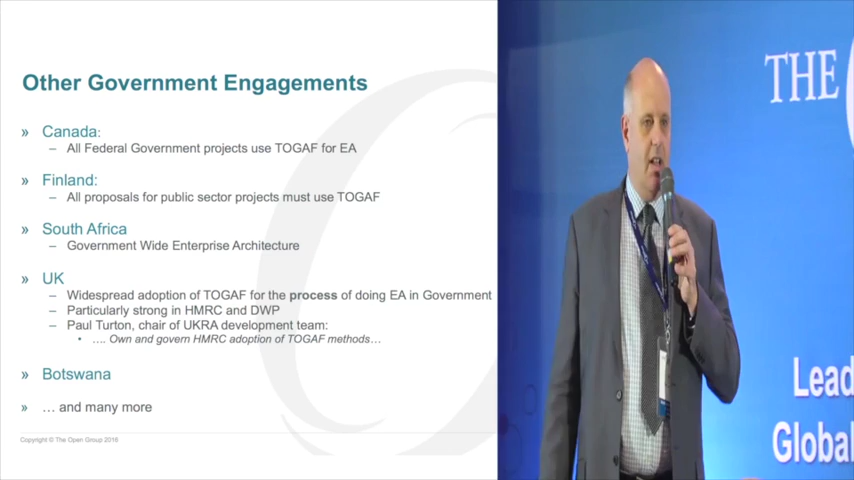 Other Government Engagements
» Canada:
– All Federal Government projects use TOGAF for EA
» Finland:
– All proposals for public sector projects must use TOGAF
» South Africa
– Government Wide Enterprise Architecture
» UK
– Widespread adoption of TOGAF for the process of doing EA in Government
– Particularly strong in HMRC and DWP
– Paul Turton, chair of UKRA development team:
• …. Own and govern HMRC adoption of TOGAF methods…
» Botswana
» … and many more
Copyright © The Open Group 2016
THE
Lead
Global